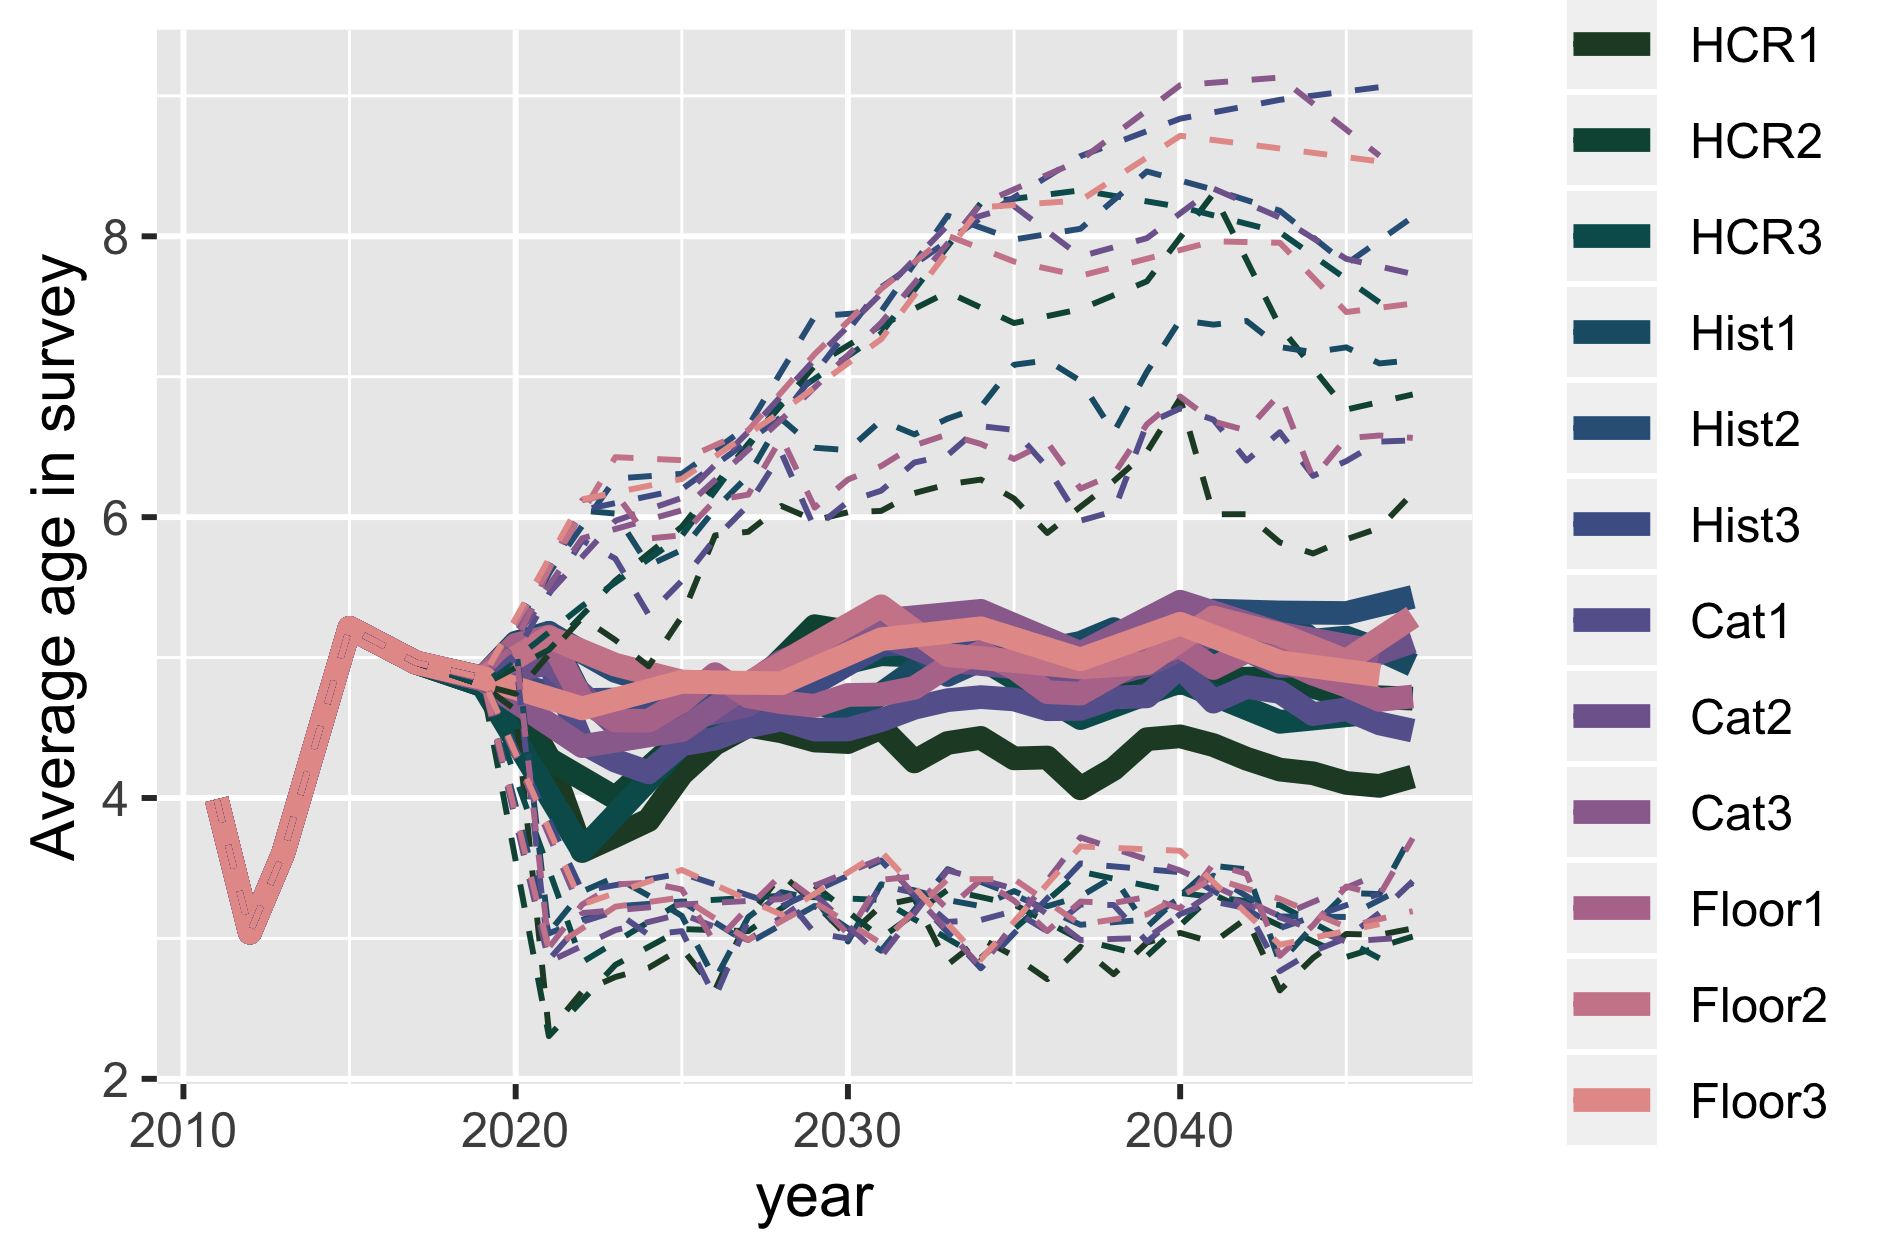 Average age in survey
8
6
4
2
2010 2020 2030 2040
year
HCR1
HCR2
HCR3
Hist1
Hist2
Hist3
Cat1
Cat2
Cat3
Floor1
Floor2
Floor3